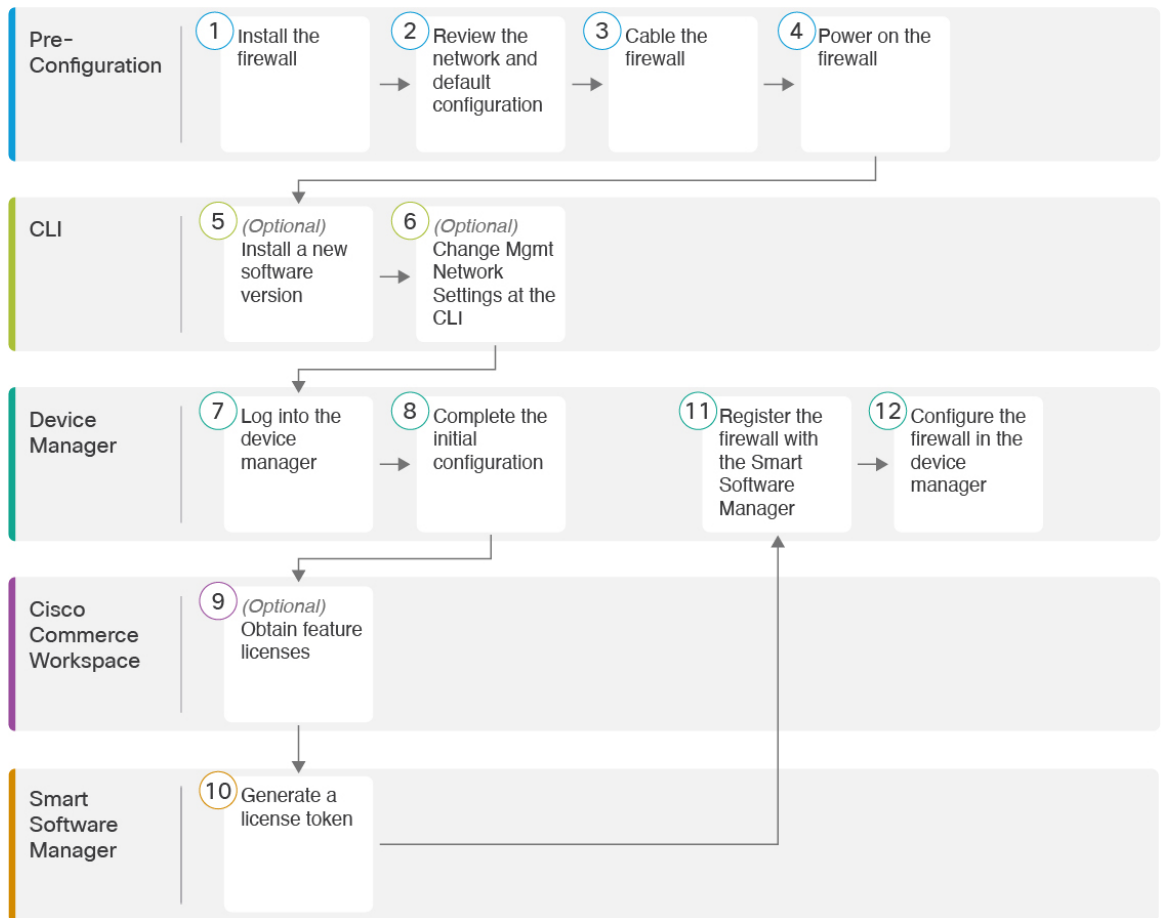 Pre-
Configuration
1
Install the
firewall
2
Review the
network and
default
configuration
3
Cable the
firewall
4
Power on the
firewall
CLI
5
(Optional)
Install a new
software
version
6
(Optional)
Change Mgmt
Network
Settings at the
CLI
Device
Manager
7
Log into the
device
manager
8
Complete the
initial
configuration
11
Register the
firewall with
the Smart
Software
Manager
12
Configure the
firewall in the
device
manager
Cisco
Commerce
Workspace
9
(Optional)
Obtain feature
licenses
Smart
Software
Manager
10
Generate a
license token